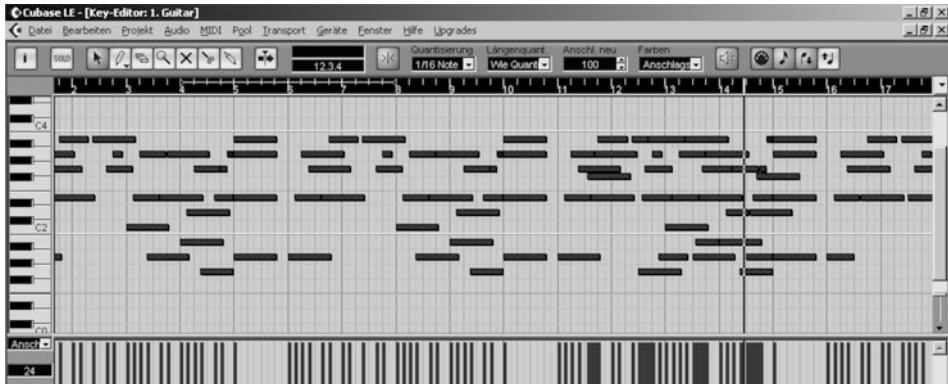 Cubase LE - [Key-Editor: 1. Guitar]
Datei Bearbeiten Projekt Audio MIDI Pool Transport Geräte Fenster Hilfe Upgrades
Quantisierung Längenquant. Anschl. neu Farben
SOLO 12.3.4 1/16 Note Wie Quant 100 Anschlags
2 3 4 5 6 7 8 9 10 11 12 13 14 15 16 17
C4
C2
C0
Ansch
24